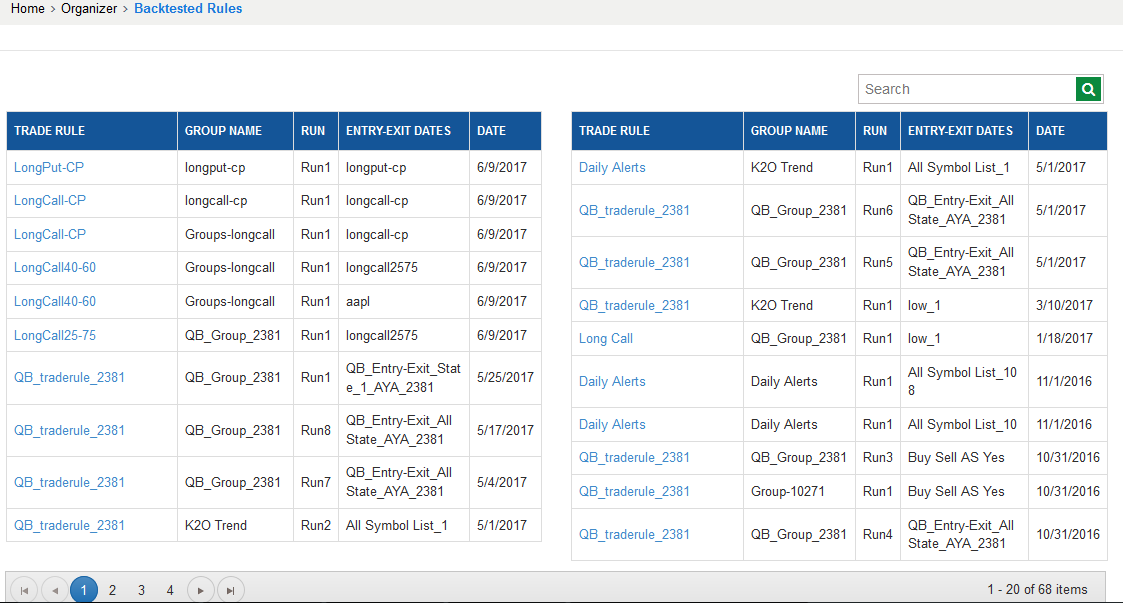 Home > Organizer > Backtested Rules
Search
TRADE RULE GROUP NAME RUN ENTRY-EXIT DATES DATE
LongPut-CP longput-cp Run1 longput-cp 6/9/2017
LongCall-CP longcall-cp Run1 longcall-cp 6/9/2017
LongCall-CP Groups-longcall Run1 longcall-cp 6/9/2017
LongCall40-60 Groups-longcall Run1 longcall2575 6/9/2017
LongCall40-60 Groups-longcall Run1 aapl 6/9/2017
LongCall25-75 QB_Group_2381 Run1 longcall2575 6/9/2017
QB_traderule_2381 QB_Group_2381 Run1 QB_Entry-Exit_Stat 5/25/2017
e_1_AYA_2381
QB_traderule_2381 QB_Group_2381 Run8 QB_Entry-Exit_All 5/17/2017
State_AYA_2381
QB_traderule_2381 QB_Group_2381 Run7 QB_Entry-Exit_All 5/4/2017
State_AYA_2381
QB_traderule_2381 K2O Trend Run2 All Symbol List_1 5/1/2017
TRADE RULE GROUP NAME RUN ENTRY-EXIT DATES DATE
Daily Alerts K2O Trend Run1 All Symbol List_1 5/1/2017
QB_traderule_2381 QB_Group_2381 Run6 QB_Entry-Exit_All 5/1/2017
State_AYA_2381
QB_traderule_2381 QB_Group_2381 Run5 QB_Entry-Exit_All 5/1/2017
State_AYA_2381
QB_traderule_2381 K2O Trend Run1 low_1 3/10/2017
Long Call QB_Group_2381 Run1 low_1 1/18/2017
Daily Alerts Daily Alerts Run1 All Symbol List_10 11/1/2016
8
Daily Alerts Daily Alerts Run1 All Symbol List_10 11/1/2016
QB_traderule_2381 QB_Group_2381 Run3 Buy Sell AS Yes 10/31/2016
QB_traderule_2381 Group-10271 Run1 Buy Sell AS Yes 10/31/2016
QB_traderule_2381 QB_Group_2381 Run4 QB_Entry-Exit_All 10/31/2016
State_AYA_2381
1 2 3 4
1 - 20 of 68 items